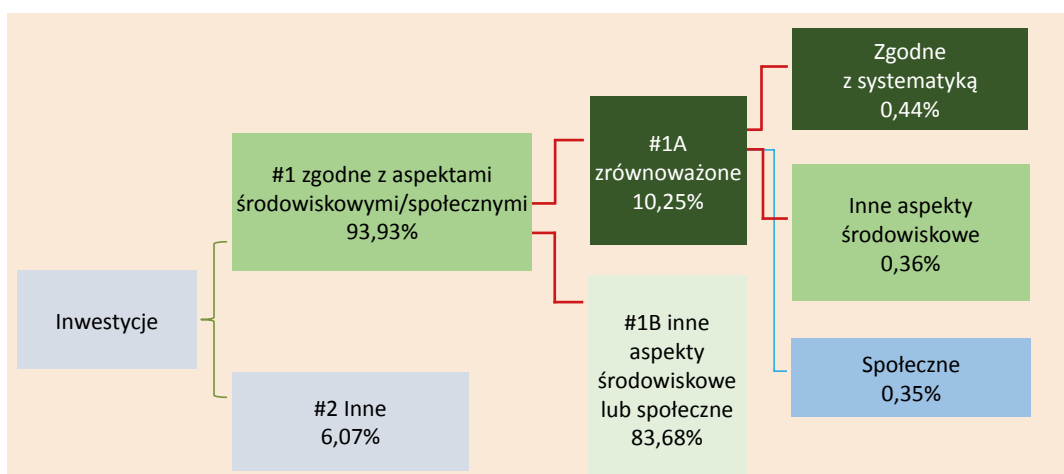 Inwestycje
#1 zgodne z aspektami
środowiskowymi/społecznymi
93,93%
#2 Inne
6,07%
#1A
zrównoważone
10,25%
#1B inne
aspekty
środowiskowe
lub społeczne
83,68%
Zgodne
z systematyką
0,44%
Inne aspekty
środowiskowe
0,36%
Społeczne
0,35%